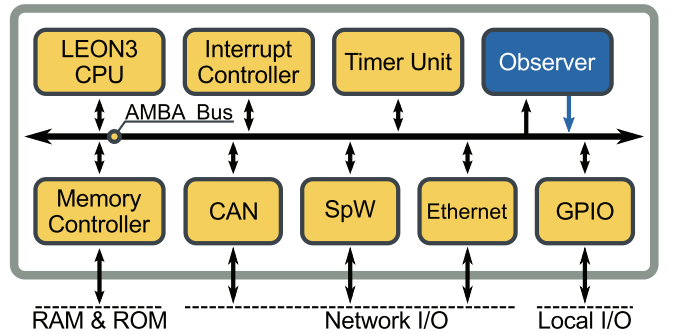 LEON3
CPU
Interrupt
Controller
Timer Unit
Observer
AMBA Bus
Memory
Controller
CAN
SpW
Ethernet
GPIO
RAM & ROM
Network I/O
Local I/O